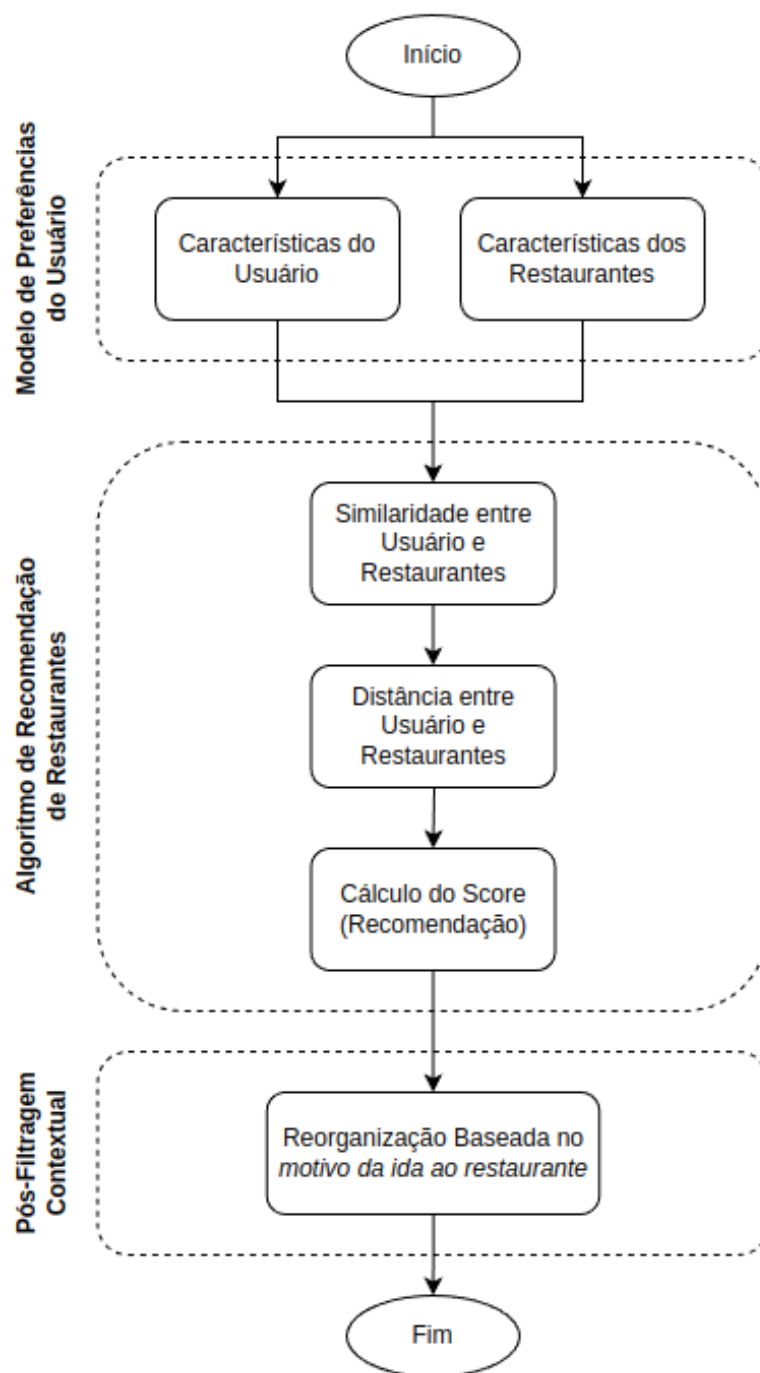 Início
Modelo de Preferências
do Usuário
Características do
Usuário
Características dos
Restaurantes
Algoritmo de Recomendação
de Restaurantes
Similaridade entre
Usuário e
Restaurantes
Distância entre
Usuário e
Restaurantes
Cálculo do Score
(Recomendação)
Pós-Filtragem
Contextual
Reorganização Baseada no
motivo da ida ao restaurante
Fim